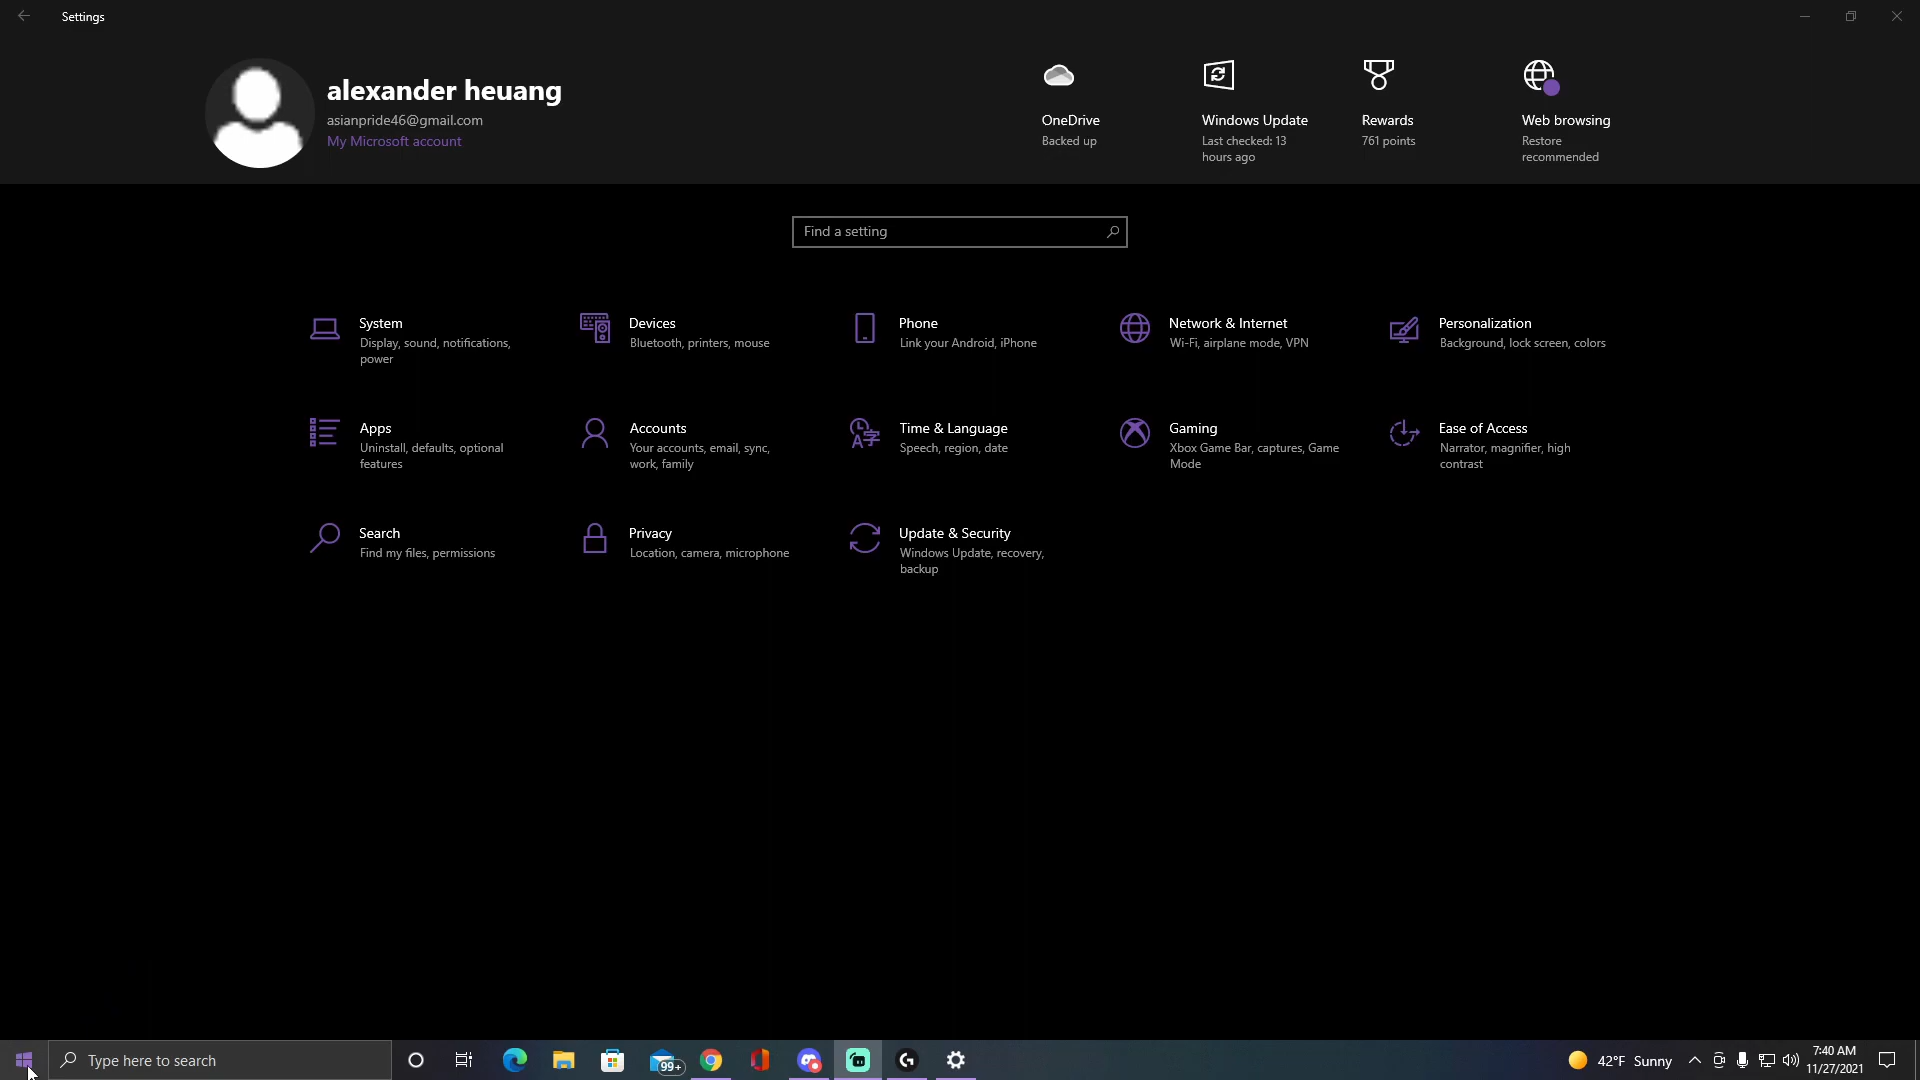 Settings
alexander heuang
asianpride46@gmail.com
My Microsoft account
OneDrive
Backed up
Windows Update
Last checked: 13
hours ago
Rewards
761 points
Web browsing
Restore
recommended
Find a setting
System
Display, sound, notifications,
power
Devices
Bluetooth, printers, mouse
Phone
Link your Android, iPhone
Network & Internet
Wi-Fi, airplane mode, VPN
Personalization
Background, lock screen, colors
Apps
Uninstall, defaults, optional
features
Accounts
Your accounts, email, sync,
work, family
Time & Language
Speech, region, date
Gaming
Xbox Game Bar, captures, Game
Mode
Ease of Access
Narrator, magnifier, high
contrast
Search
Find my files, permissions
Privacy
Location, camera, microphone
Update & Security
Windows Update, recovery,
backup
Type here to search
99+
42°F Sunny
7:40 AM
11/27/2021